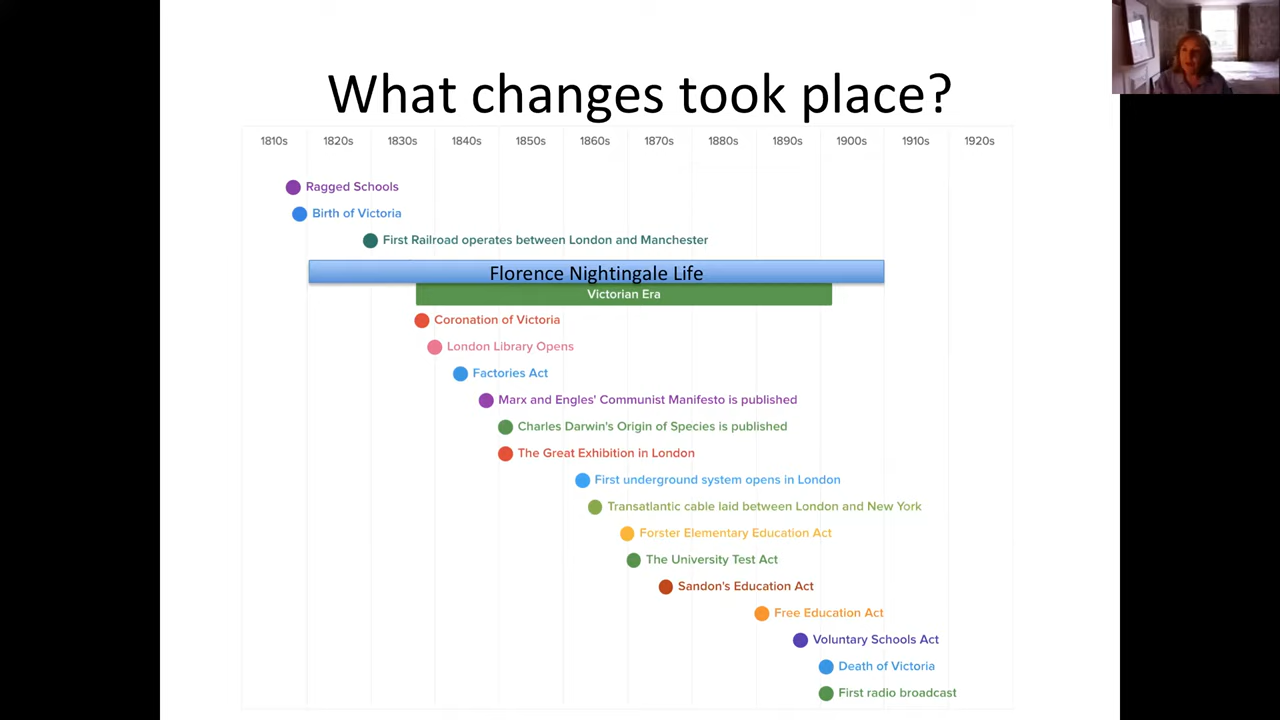 What changes took place?
1810s 1820s 1830s 1840s 1850s 1860s 1870s 1880s 1890s 1900s 1910s 1920s
Ragged Schools
Birth of Victoria
First Railroad operates between London and Manchester
Florence Nightingale Life
Victorian Era
Coronation of Victoria
London Library Opens
Factories Act
Marx and Engles' Communist Manifesto is published
Charles Darwin's Origin of Species is published
The Great Exhibition in London
First underground system opens in London
Transatlantic cable laid between London and New York
Forster Elementary Education Act
The University Test Act
Sandon's Education Act
Free Education Act
Voluntary Schools Act
Death of Victoria
First radio broadcast